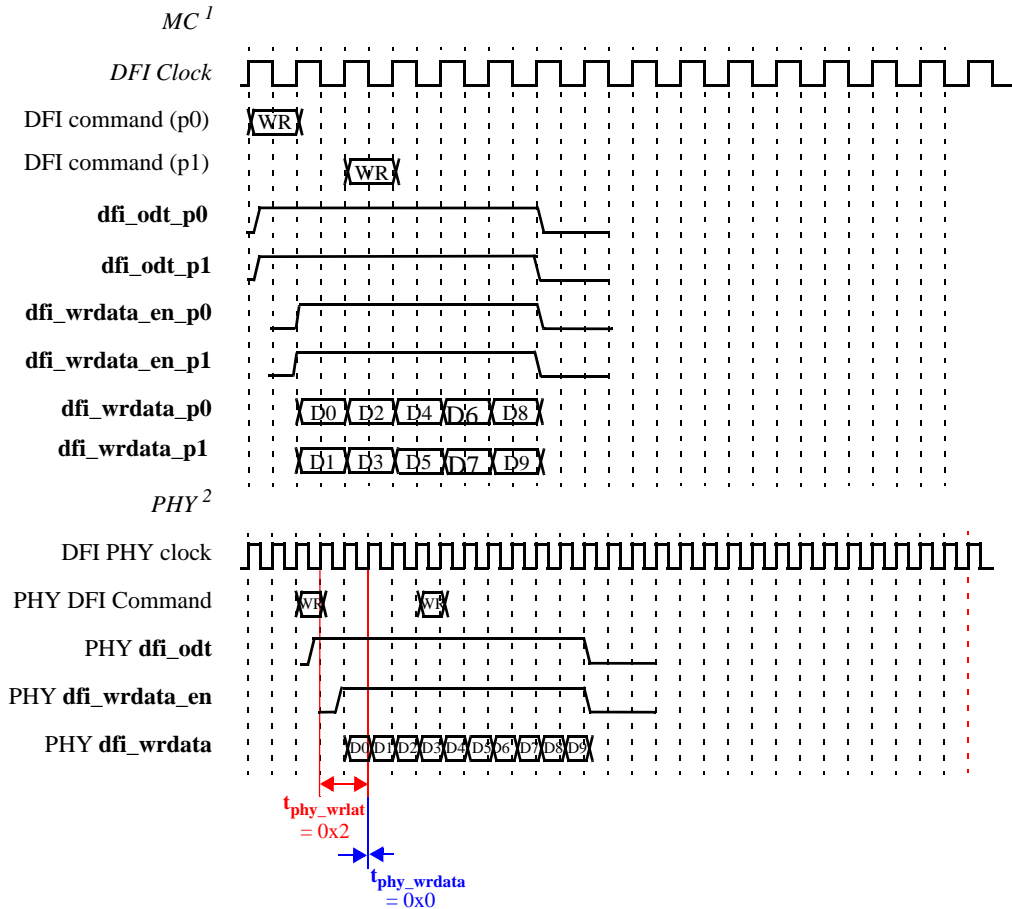 MC 1
DFI Clock
DFI command (p0) WR
DFI command (p1) WR
dfi_odt_p0
dfi_odt_p1
dfi_wrdata_en_p0
dfi_wrdata_en_p1
dfi_wrdata_p0 D0 D2 D4 D6 D8
dfi_wrdata_p1 D1 D3 D5 D7 D9
PHY 2
DFI PHY clock
PHY DFI Command WR WR
PHY dfi_odt
PHY dfi_wrdata_en
PHY dfi_wrdata D0 D1 D2 D3 D4 D5 D6 D7 D8 D9
tphy_wrlat
= 0x2
tphy_wrdata
= 0x0